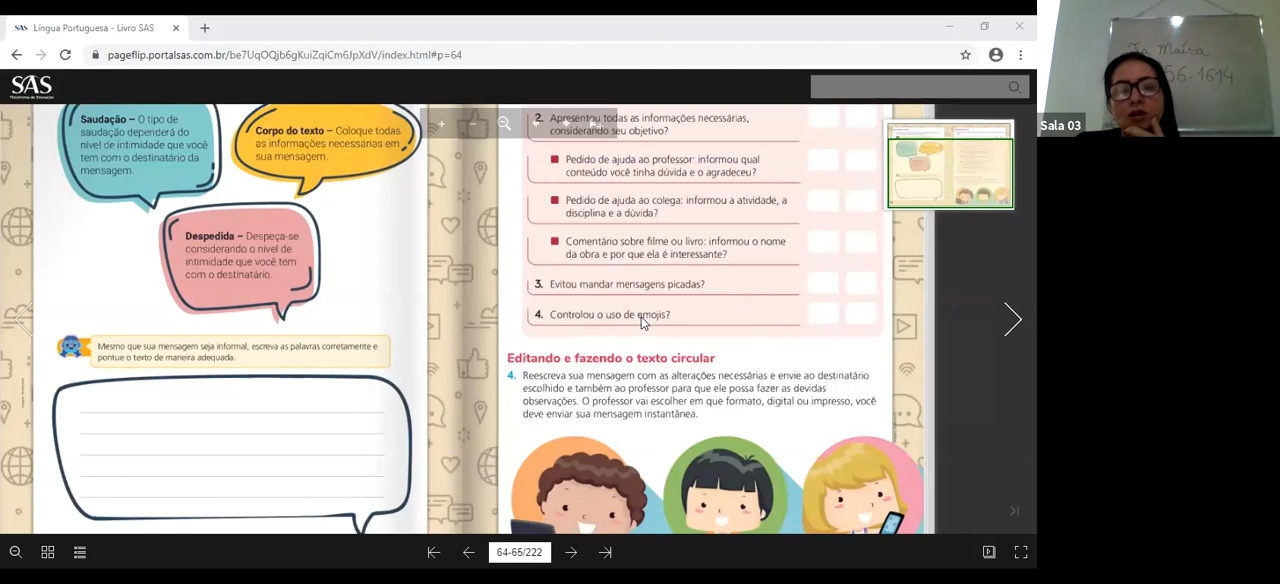 SAS Língua Portuguesa - Livro SAS
pageflip.portalsas.com.br/be7UqOQjb6gKuiZqiCm6JpXdV/index.html#p=64
SAS
Plataforma de Educação
Saudação – O tipo de
saudação dependerá do
nível de intimidade que você
tem com o destinatário da
mensagem.
Corpo do texto – Coloque todas
as informações necessárias em
sua mensagem.
Despedida – Despeça-se
considerando o nível de
intimidade que você tem
com o destinatário.
Mesmo que sua mensagem seja informal, escreva as palavras corretamente e
pontue o texto de maneira adequada.
2. Apresentou todas as informações necessárias,
considerando seu objetivo?
Pedido de ajuda ao professor: informou qual
conteúdo você tinha dúvida e o agradeceu?
Pedido de ajuda ao colega: informou a atividade, a
disciplina e a dúvida?
Comentário sobre filme ou livro: informou o nome
da obra e por que ela é interessante?
3. Evitou mandar mensagens picadas?
4. Controlou o uso de emojis?
Editando e fazendo o texto circular
4. Reescreva sua mensagem com as alterações necessárias e envie ao destinatário
escolhido e também ao professor para que ele possa fazer as devidas
observações. O professor vai escolher em que formato, digital ou impresso, você
deve enviar sua mensagem instantânea.
64-65/222
Maísa
56-1614
Sala 03